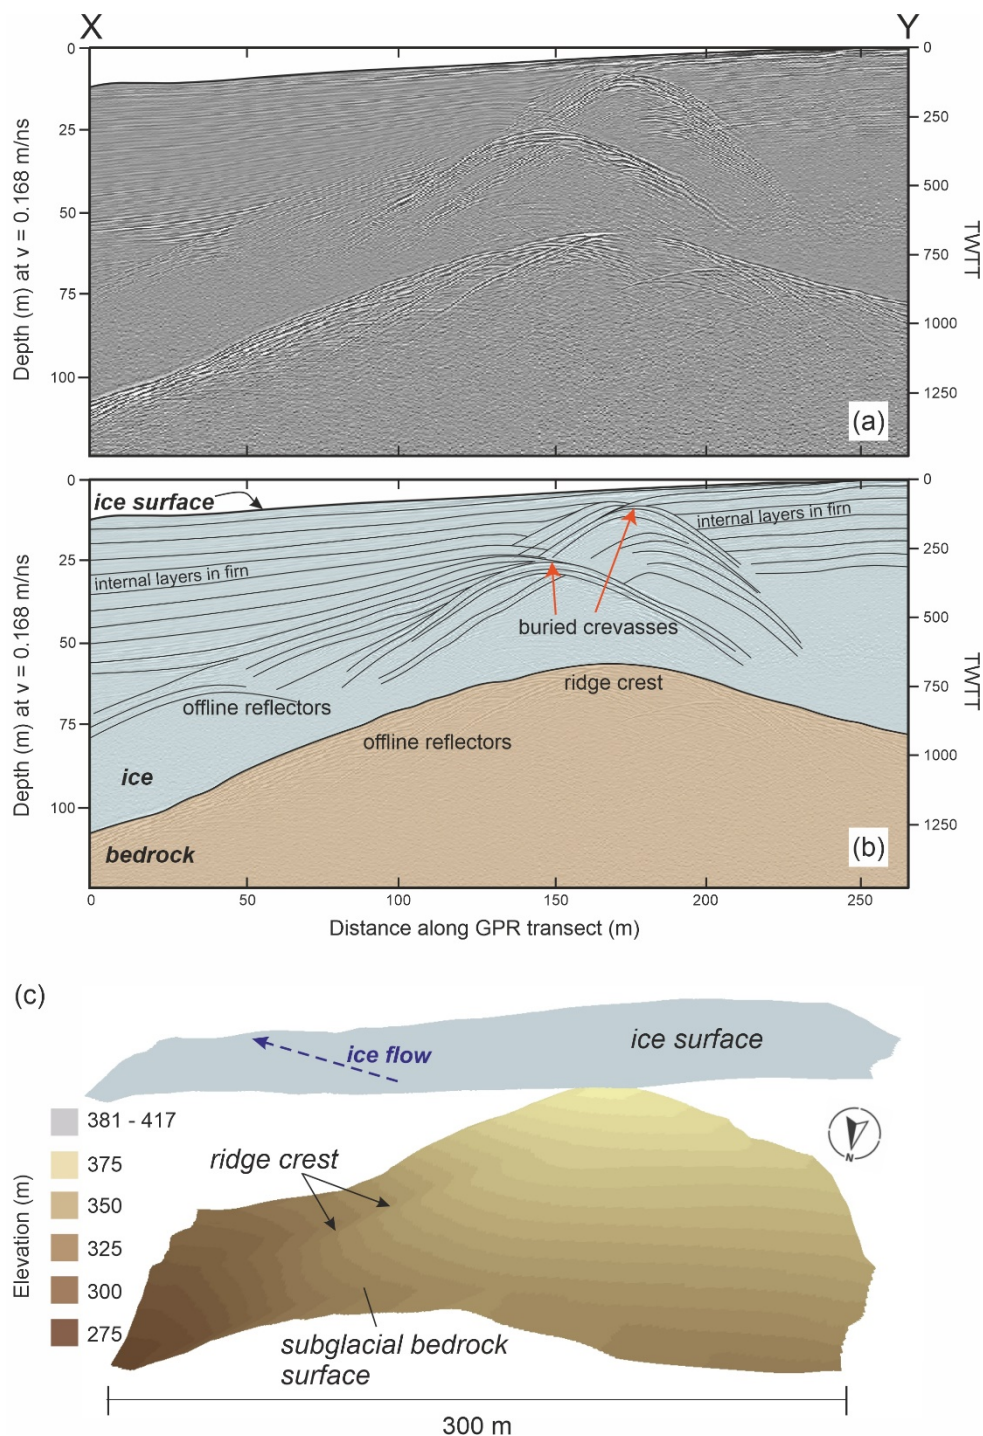 X
Y
0
25
50
75
100
Depth (m) at v = 0.168 m/ns
0
250
500
750
1000
1250
TWTT
(a)
0
25
50
75
100
Depth (m) at v = 0.168 m/ns
ice surface
internal layers in firn
internal layers in firn
buried crevasses
ridge crest
offline reflectors
offline reflectors
ice
bedrock
(b)
0
250
500
750
1000
1250
TWTT
0
50
100
150
200
250
Distance along GPR transect (m)
(c)
ice flow
ice surface
Elevation (m)
381 - 417
375
350
325
300
275
ridge crest
N
subglacial bedrock
surface
300 m